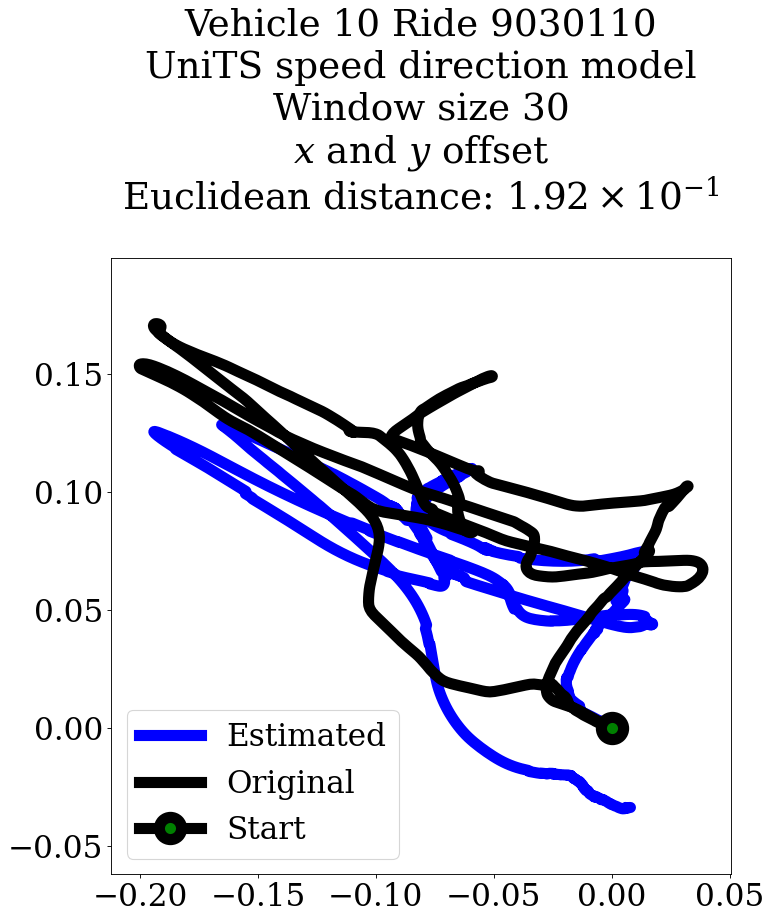 Vehicle 10 Ride 9030110
UniTS speed direction model
Window size 30
x and y offset
Euclidean distance: 1.92 × 10⁻¹
0.15
0.10
0.05
0.00
−0.05
Estimated
Original
Start
−0.20 −0.15 −0.10 −0.05 0.00 0.05